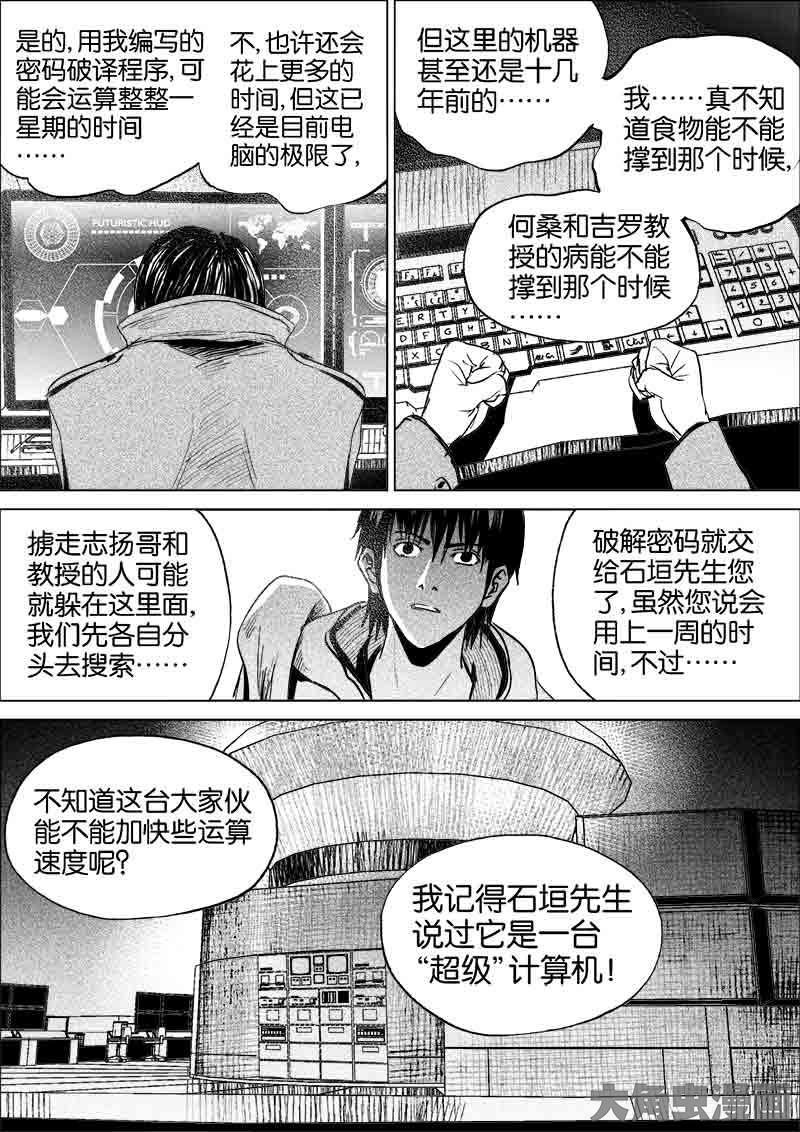 是的,用我编写的
密码破译程序,可
能会运算整整一
星期的时间
……
不,也许还会
花上更多的
时间,但这已
经是目前电
脑的极限了,
FUTURISTIC HUD
但这里的机器
甚至还是十几
年前的……
我……真不知
道食物能不能
撑到那个时候,
何桑和吉罗教
授的病能不能
撑到那个时候
……
掳走志扬哥和
教授的人可能
就躲在这里面,
我们先各自分
头去搜索……
破解密码就交
给石垣先生您
了,虽然您说会
用上一周的时
间,不过……
不知道这台大家伙
能不能加快些运算
速度呢?
我记得石垣先生
说过它是一台
“超级”计算机!
大角虫漫画